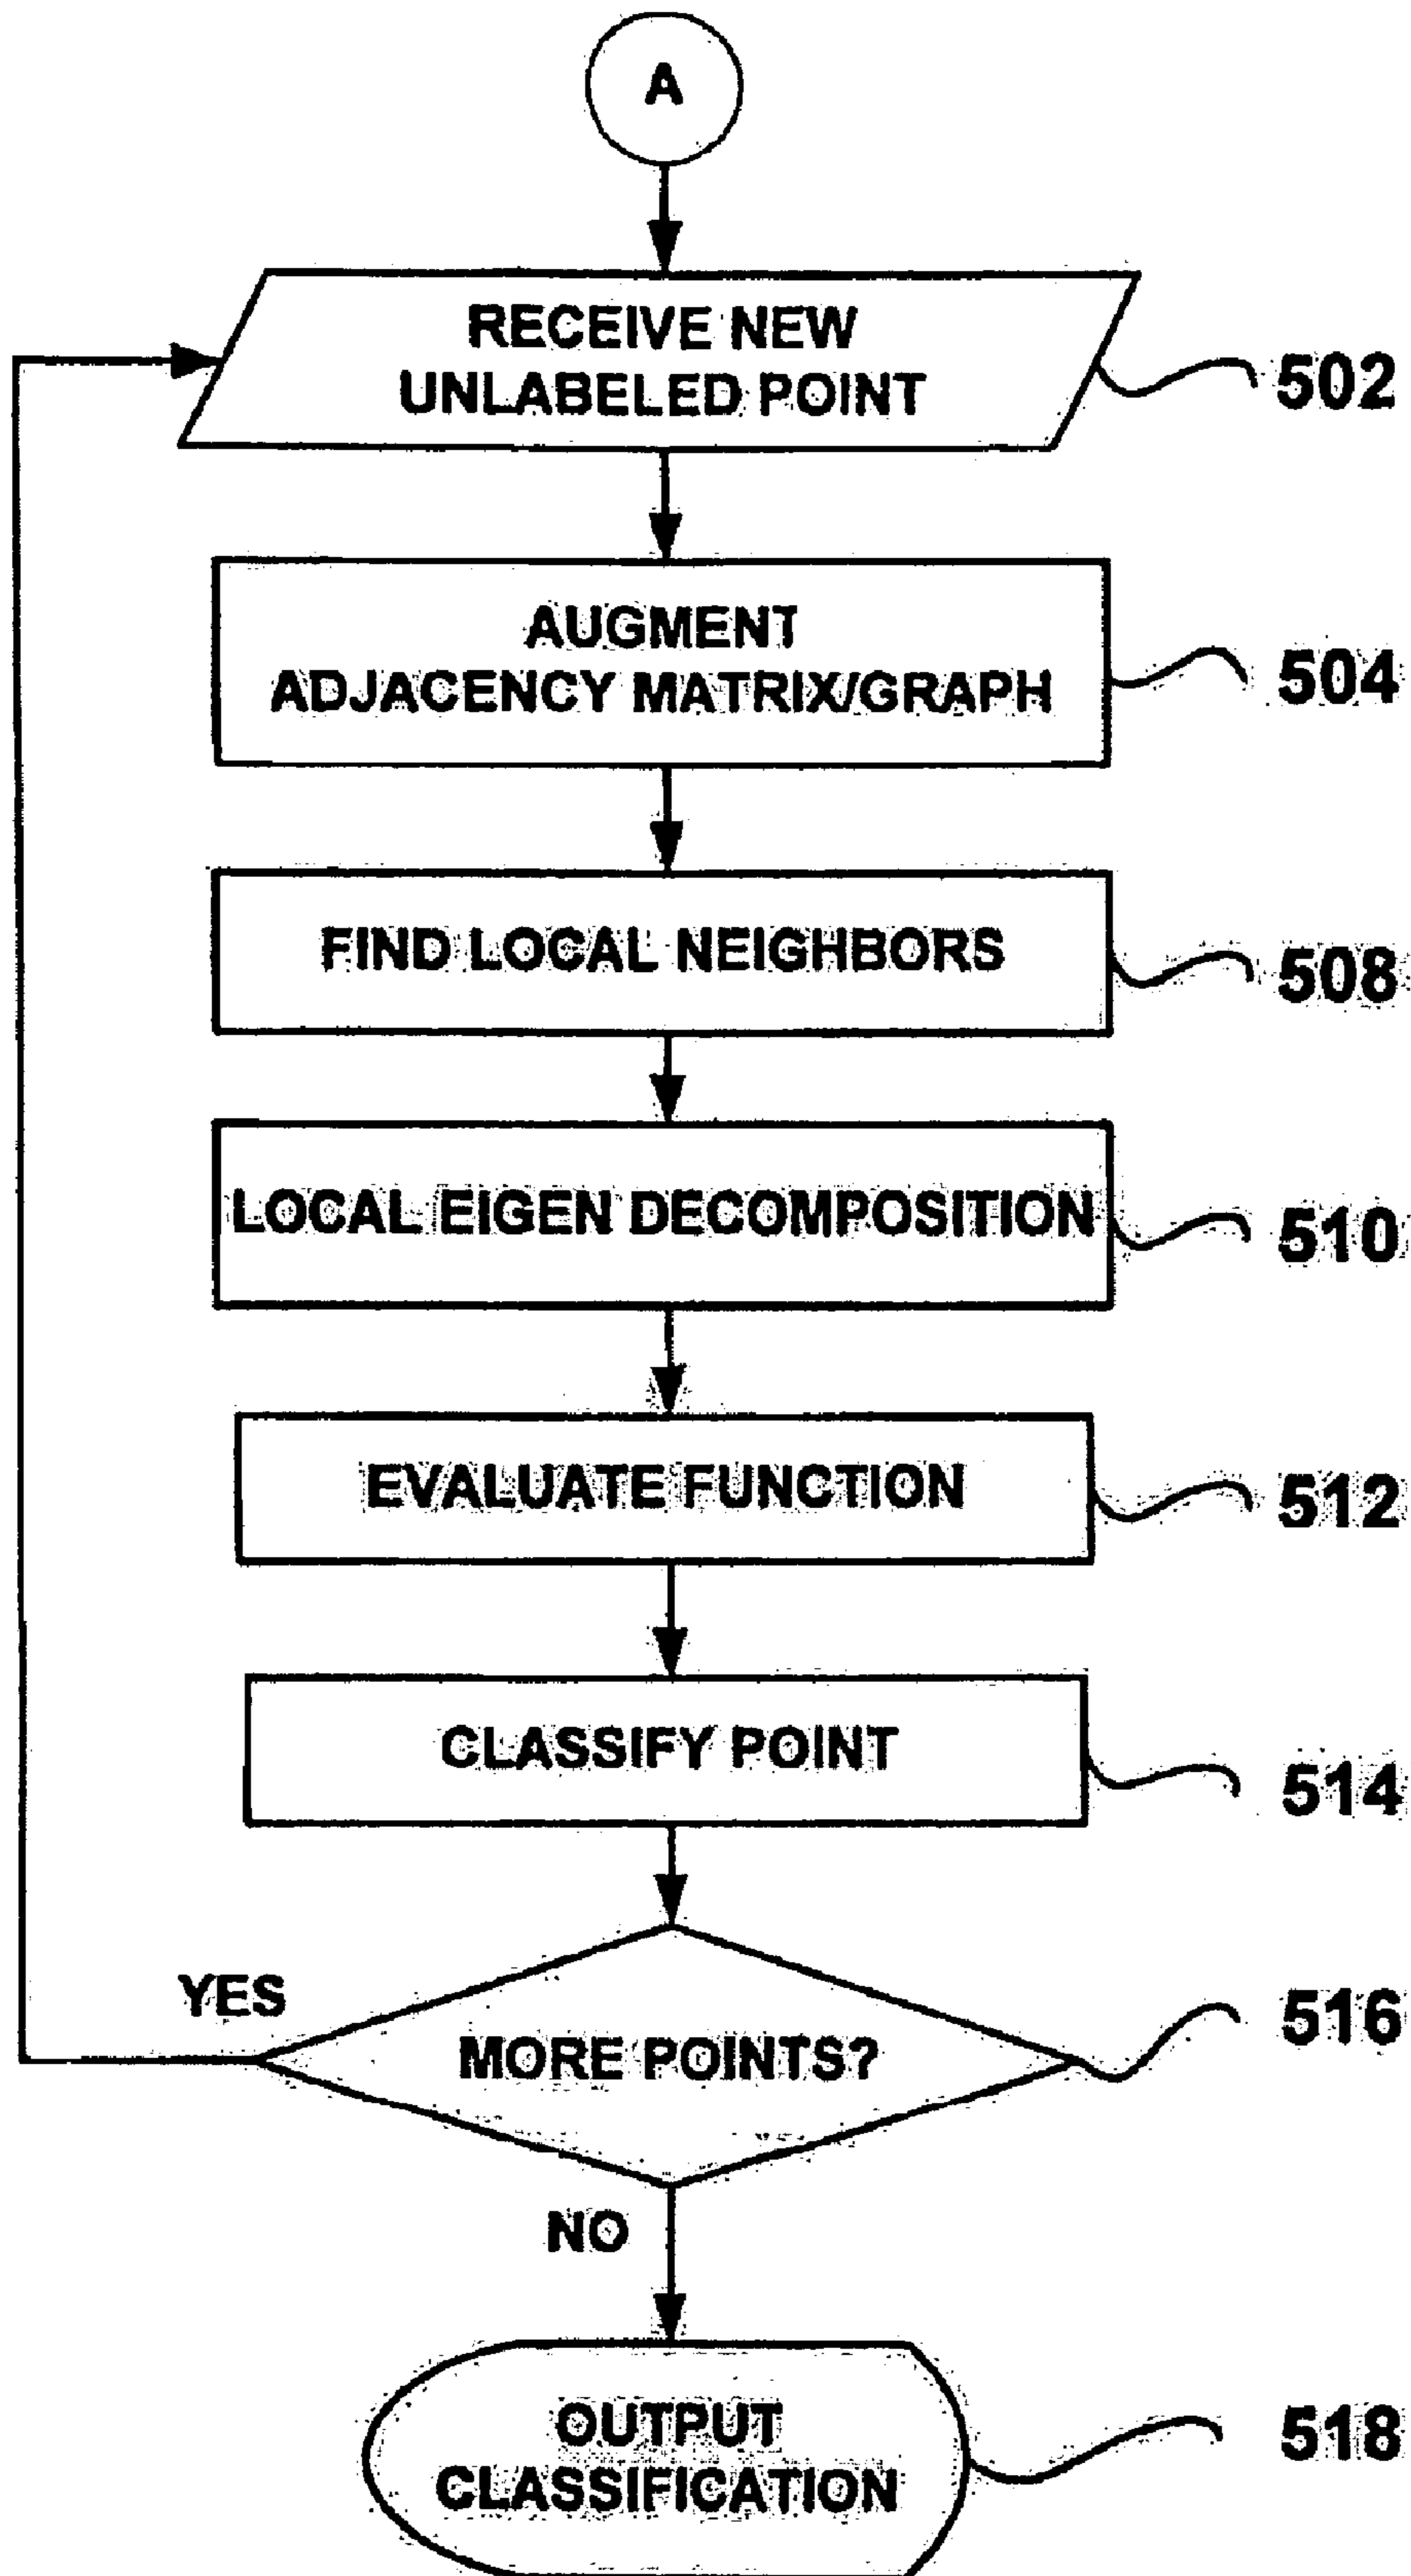 A
RECEIVE NEW
UNLABELED POINT
502
AUGMENT
ADJACENCY MATRIX/GRAPH
504
FIND LOCAL NEIGHBORS
508
LOCAL EIGEN DECOMPOSITION
510
EVALUATE FUNCTION
512
CLASSIFY POINT
514
YES
MORE POINTS?
516
NO
OUTPUT
CLASSIFICATION
518